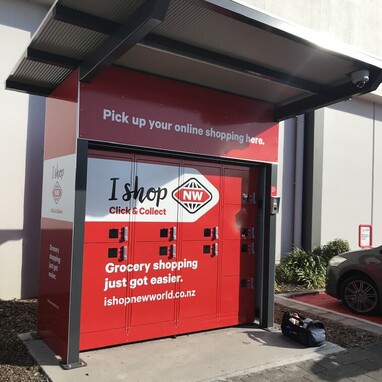 Pick up your online shopping here.
I Shop
NW
Click & Collect
Grocery shopping
just got easier.
ishopnewworld.co.nz
I Shop
NW
Click & Collect
Grocery
shopping
just got
easier.